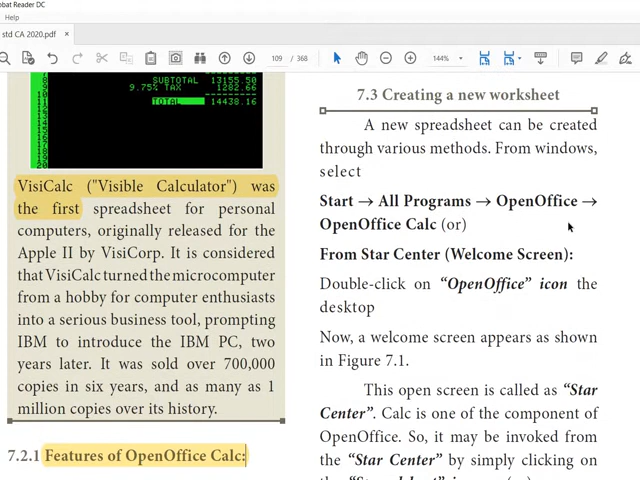 obat Reader DC
Help
std CA 2020.pdf ×
109 / 368
144%
SUBTOTAL 13155.50
9.75% TAX 1282.66
TOTAL 14438.16
VisiCalc ("Visible Calculator") was
the first spreadsheet for personal
computers, originally released for the
Apple II by VisiCorp. It is considered
that VisiCalc turned the microcomputer
from a hobby for computer enthusiasts
into a serious business tool, prompting
IBM to introduce the IBM PC, two
years later. It was sold over 700,000
copies in six years, and as many as 1
million copies over its history.
7.2.1 Features of OpenOffice Calc:
7.3 Creating a new worksheet
A new spreadsheet can be created
through various methods. From windows,
select
Start → All Programs → OpenOffice →
OpenOffice Calc (or)
From Star Center (Welcome Screen):
Double-click on "OpenOffice" icon the
desktop
Now, a welcome screen appears as shown
in Figure 7.1.
This open screen is called as "Star
Center". Calc is one of the component of
OpenOffice. So, it may be invoked from
the "Star Center" by simply clicking on